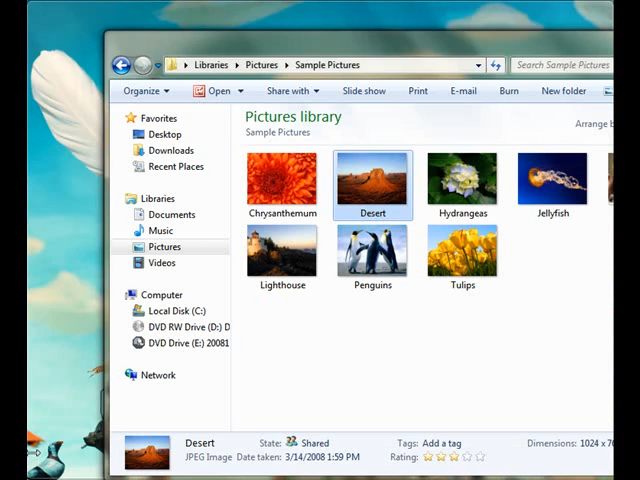 Libraries Pictures Sample Pictures Search Sample Pictures
Organize Open Share with Slide show Print E-mail Burn New folder
Favorites
Desktop
Downloads
Recent Places
Libraries
Documents
Music
Pictures
Videos
Computer
Local Disk (C:)
DVD RW Drive (D:) D
DVD Drive (E:) 20081
Network
Pictures library
Sample Pictures
Arrange b
Chrysanthemum Desert Hydrangeas Jellyfish
Lighthouse Penguins Tulips
Desert State: Shared Tags: Add a tag Dimensions: 1024 x 76
JPEG Image Date taken: 3/14/2008 1:59 PM Rating: